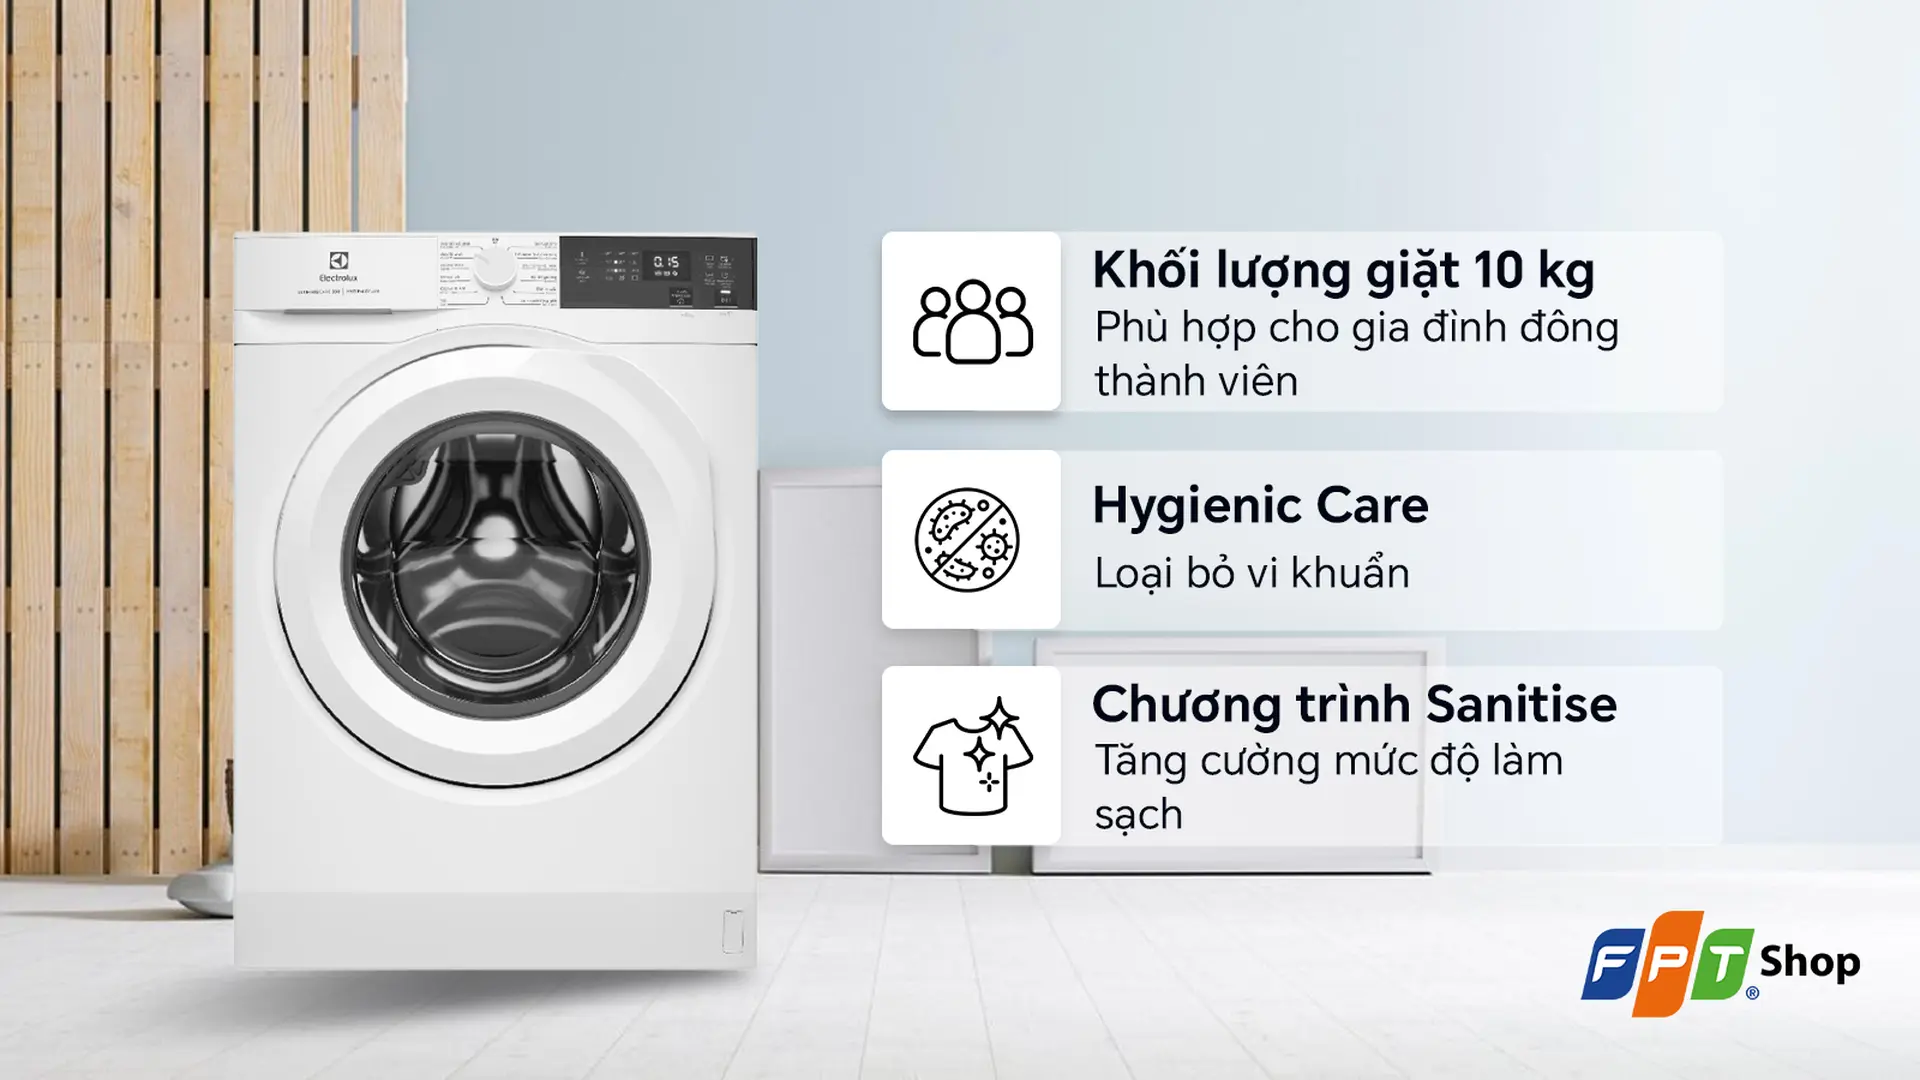 Electrolux
0.15
Khối lượng giặt 10 kg
Phù hợp cho gia đình đông
thành viên
Hygienic Care
Loại bỏ vi khuẩn
Chương trình Sanitise
Tăng cường mức độ làm
sạch
FPT® Shop